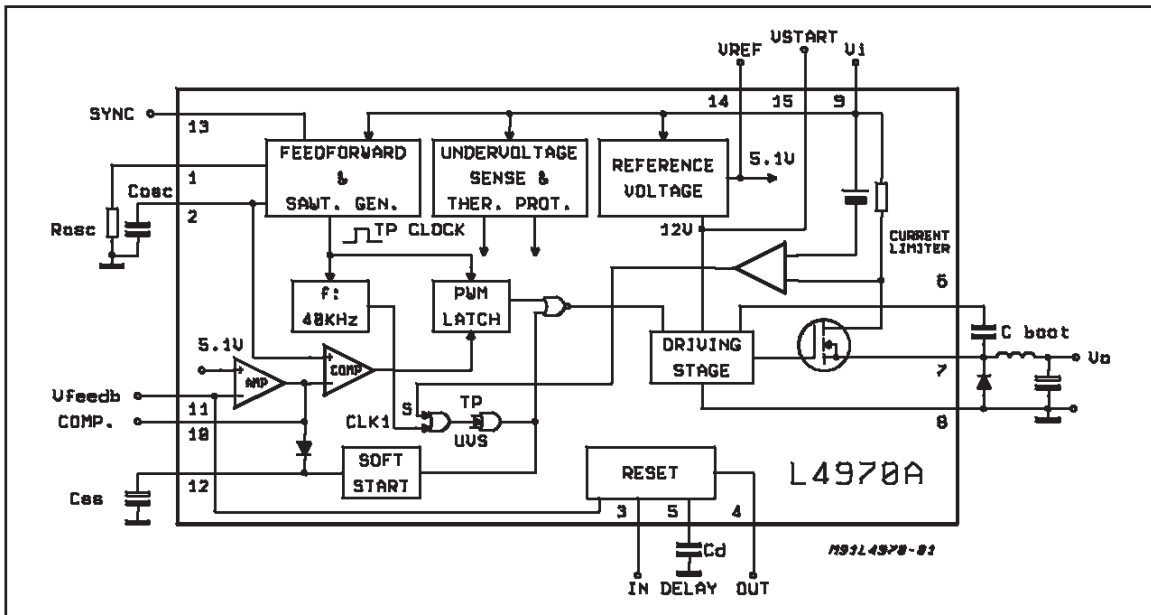 VSTART
VREF
Vi
14 15 9
SYNC
13
FEEDFORWARD
&
SAWT. GEN.
UNDERVOLTAGE
SENSE &
THER. PROT.
REFERENCE
VOLTAGE
5.1V
1
Cosc
2
Rosc
TP CLOCK
12V
CURRENT
LIMITER
6
f:
40KHz
PWM
LATCH
C boot
5.1V
+
-
AMP
+
-
COMP
DRIVING
STAGE
7
Vo
Vfeedb
11
COMP.
10
S
TP
CLK1
UVS
8
SOFT
START
RESET
L4970A
Css
12
3 5 4
Cd
M91L4970-01
IN DELAY OUT